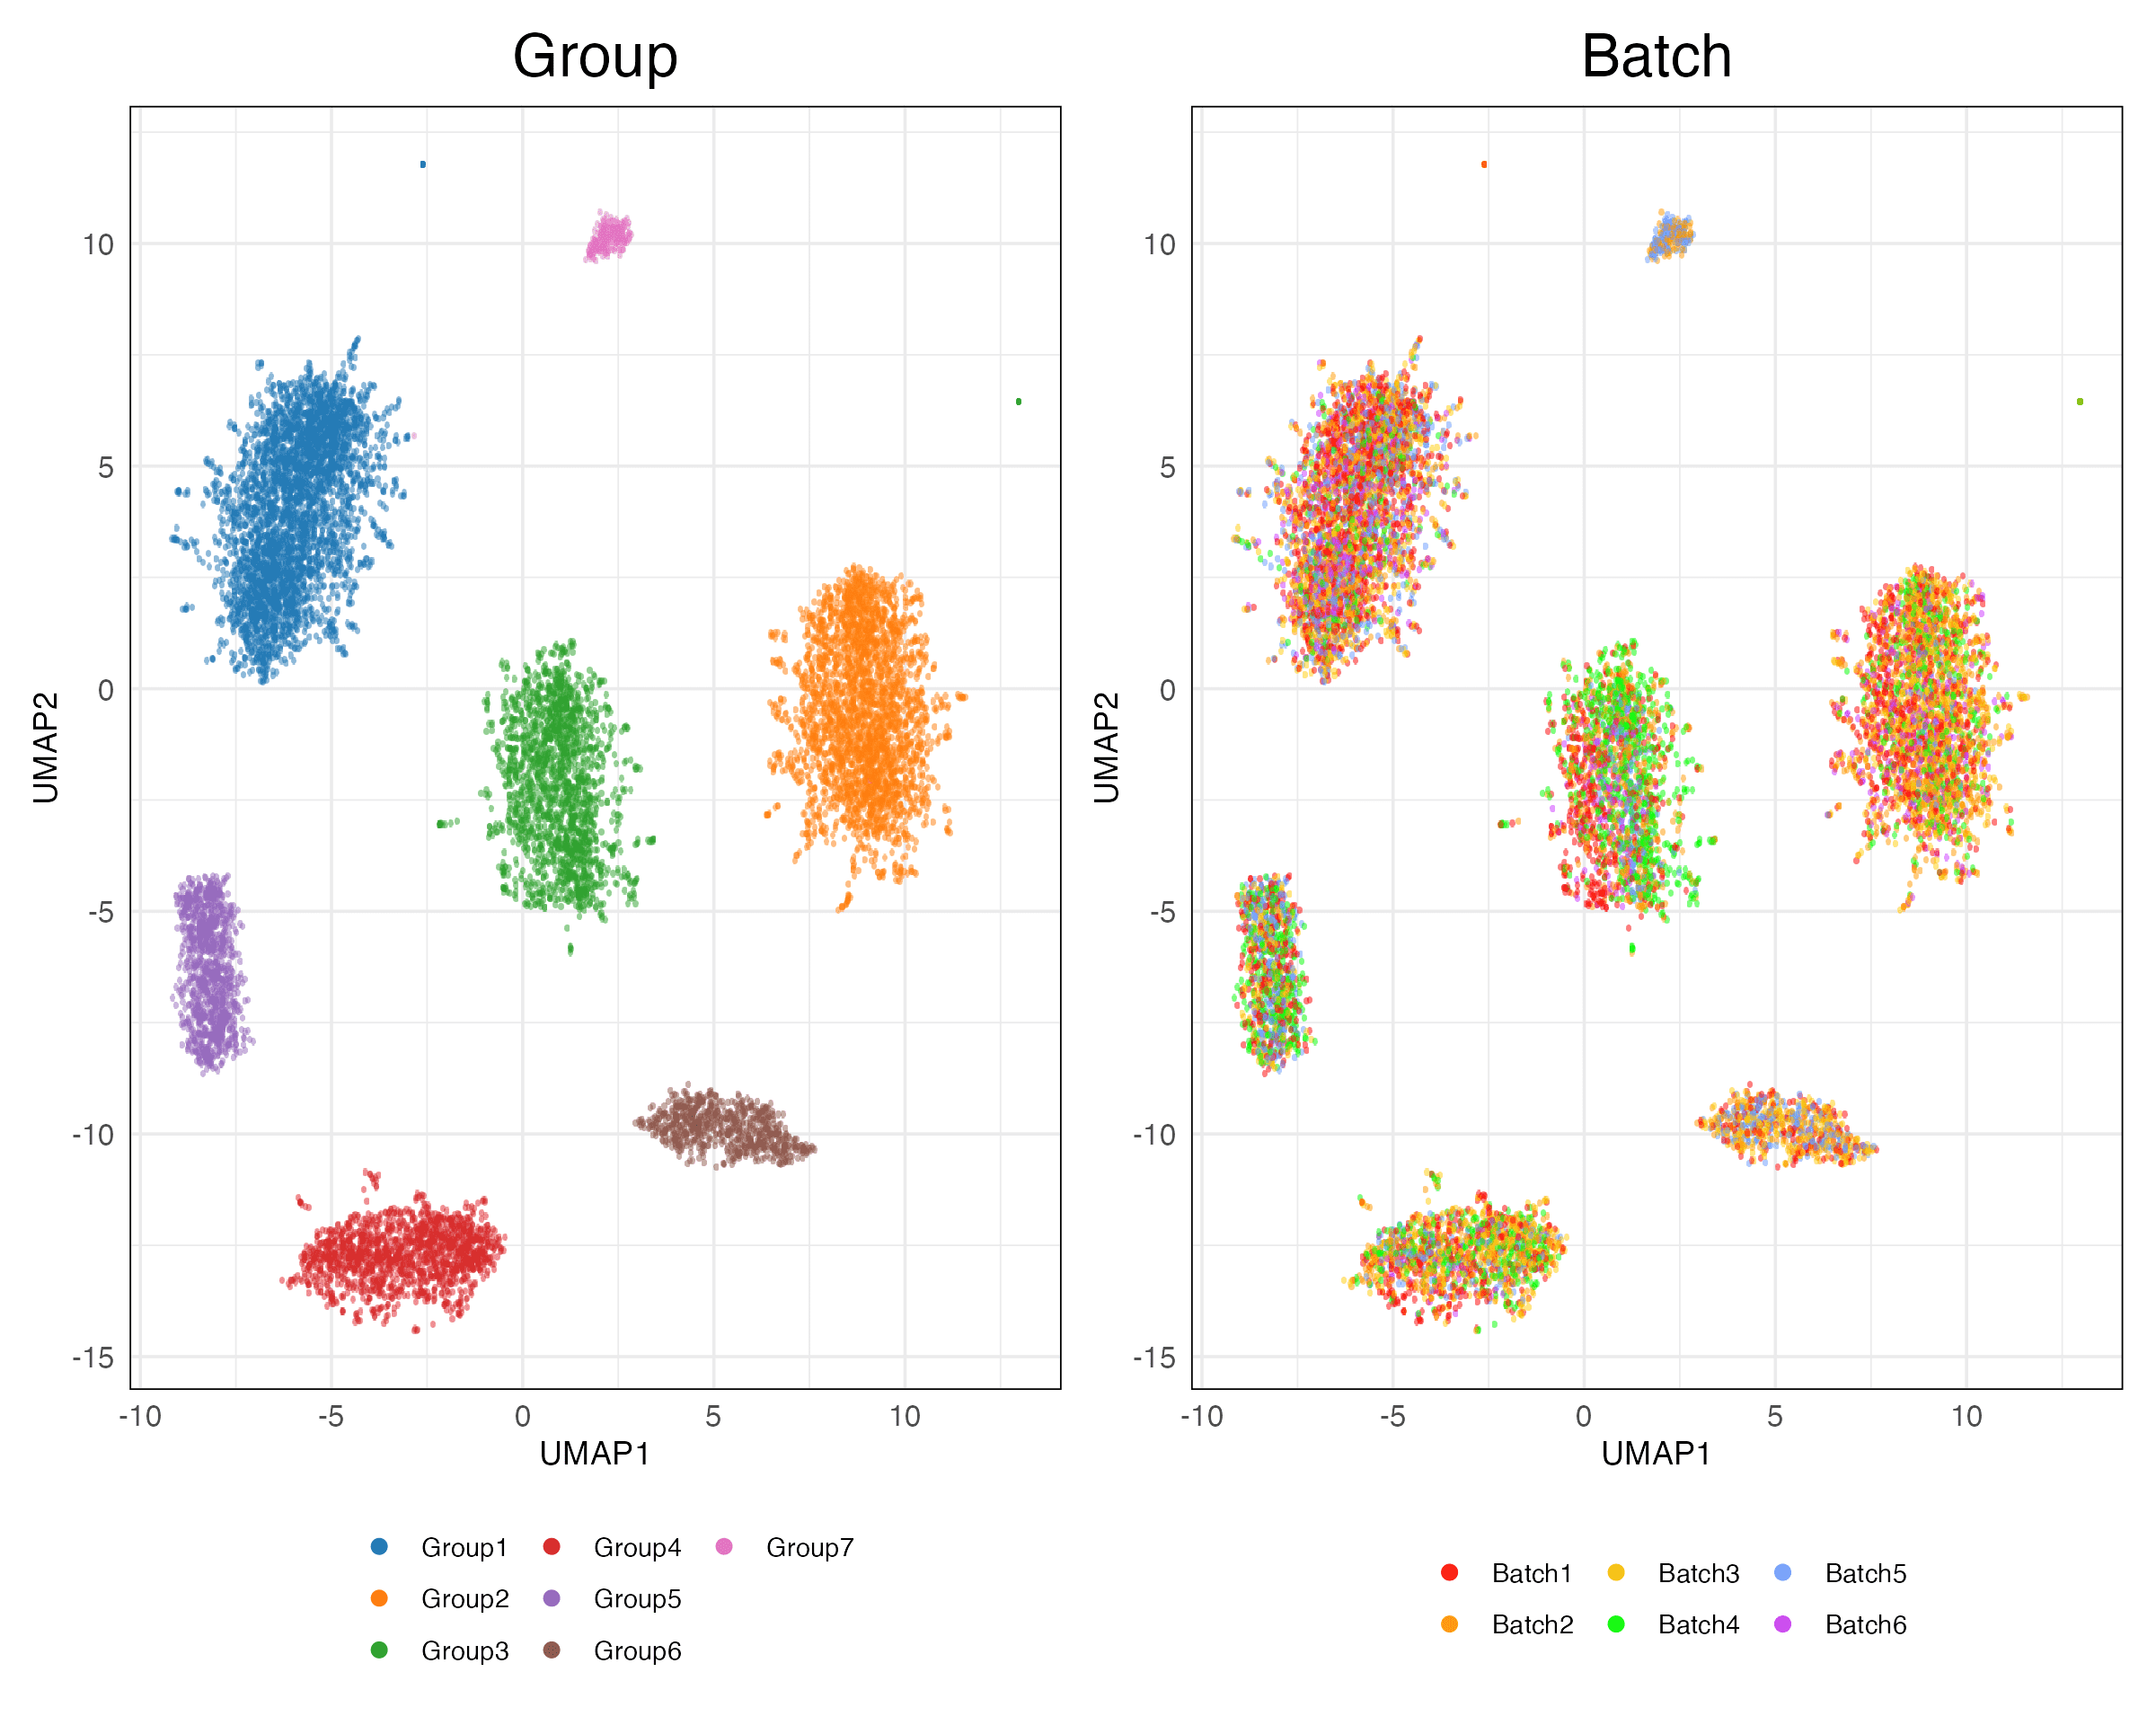 Group
Batch
UMAP2
10
5
0
-5
-10
-15
-10 -5 0 5 10
UMAP1
Group1 Group4 Group7
Group2 Group5
Group3 Group6
UMAP2
10
5
0
-5
-10
-15
-10 -5 0 5 10
UMAP1
Batch1 Batch3 Batch5
Batch2 Batch4 Batch6